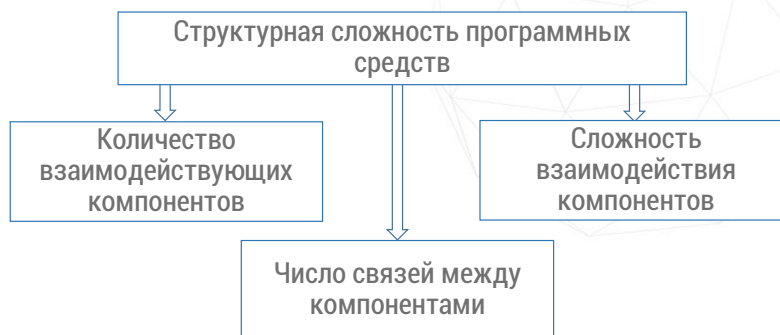 Структурная сложность программных
средств
Количество
взаимодействующих
компонентов
Сложность
взаимодействия
компонентов
Число связей между
компонентами